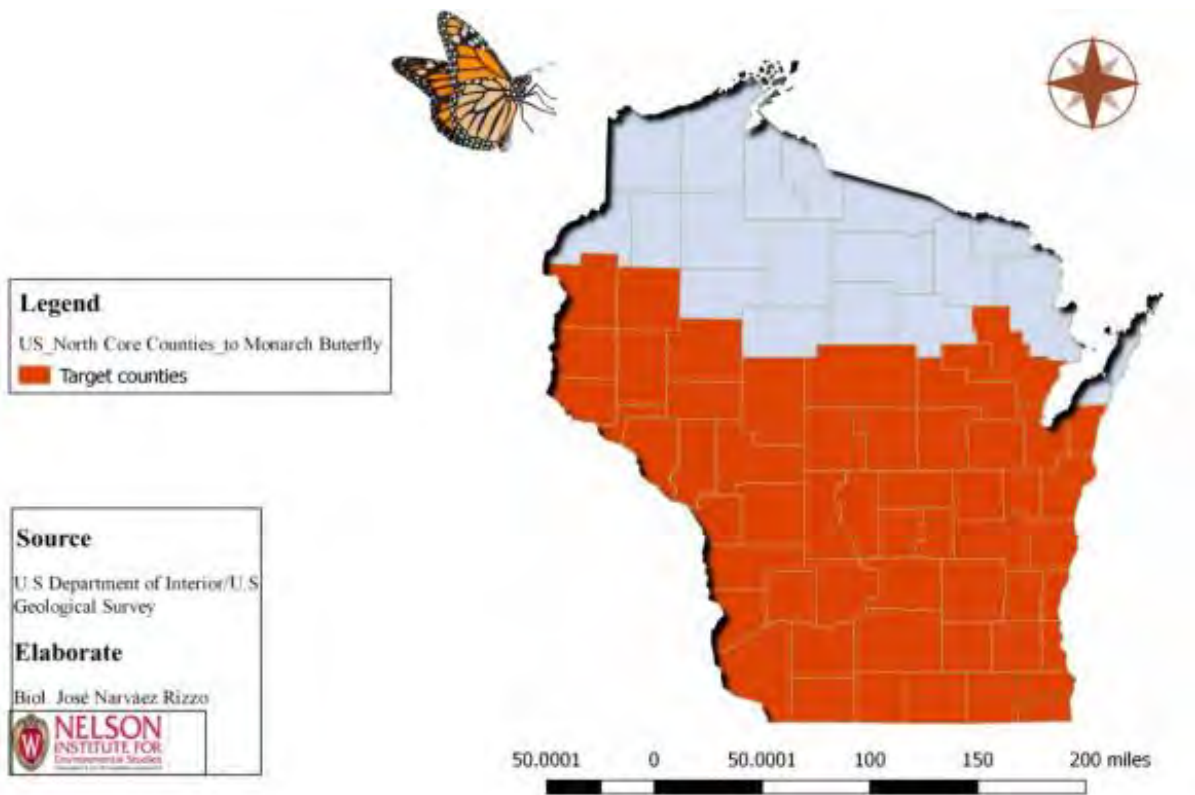 Legend
US_North Core Counties_to Monarch Buterfly
Target counties
Source
U S Department of Interior/U.S
Geological Survey
Elaborate
Biol José Narváez Rizzo
W
NELSON
INSTITUTE FOR
Environmental Studies
50.0001 0 50.0001 100 150 200 miles